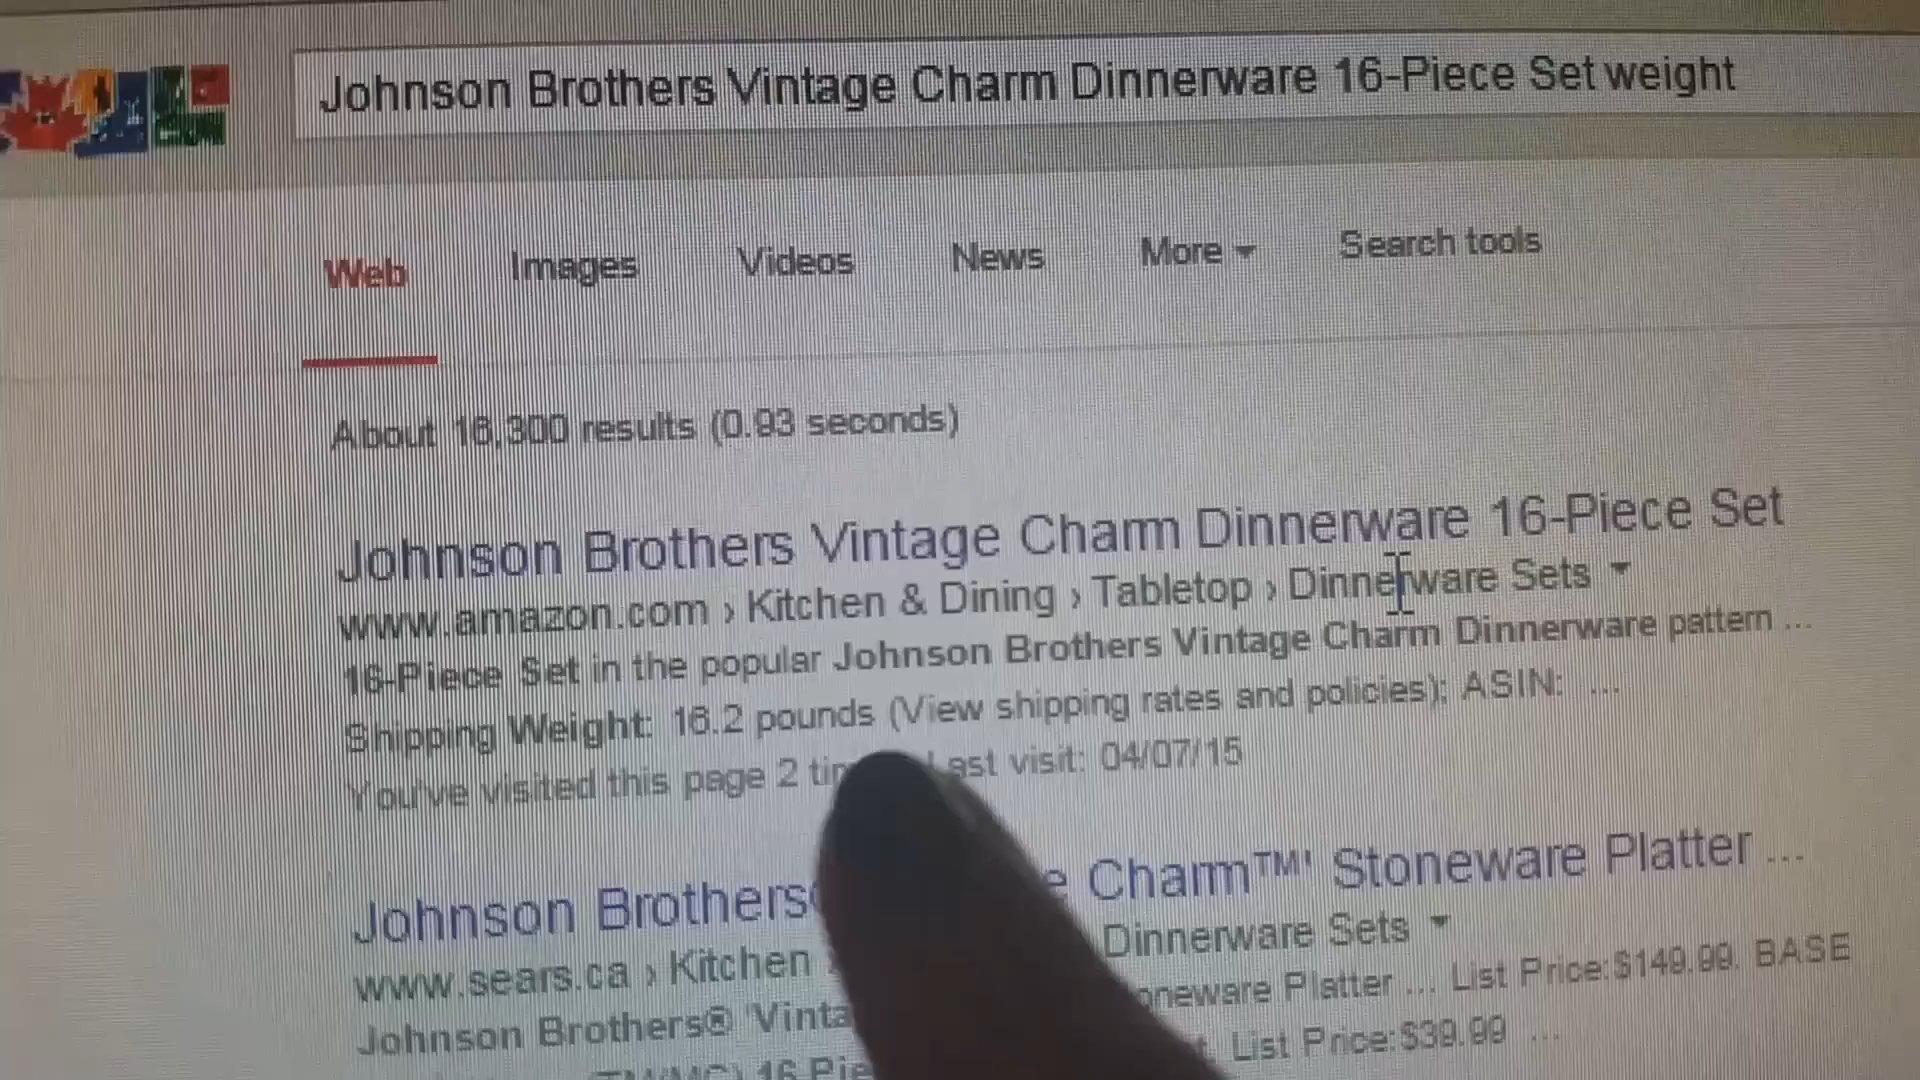 Johnson Brothers Vintage Charm Dinnerware 16-Piece Set weight
Web Images Videos News More Search tools
About 16,300 results (0.93 seconds)
Johnson Brothers Vintage Charm Dinnerware 16-Piece Set
www.amazon.com › Kitchen & Dining › Tabletop › Dinnerware Sets
16-Piece Set in the popular Johnson Brothers Vintage Charm Dinnerware pattern ...
Shipping Weight: 16.2 pounds (View shipping rates and policies); ASIN: ...
You've visited this page 2 Last visit: 04/07/15
Johnson Brothers Charm™' Stoneware Platter ...
www.sears.ca › Kitchen Dinnerware Sets
Johnson Brothers® Platter ... List Price:$149.99. BASE
16 List Price:$39.99 ...